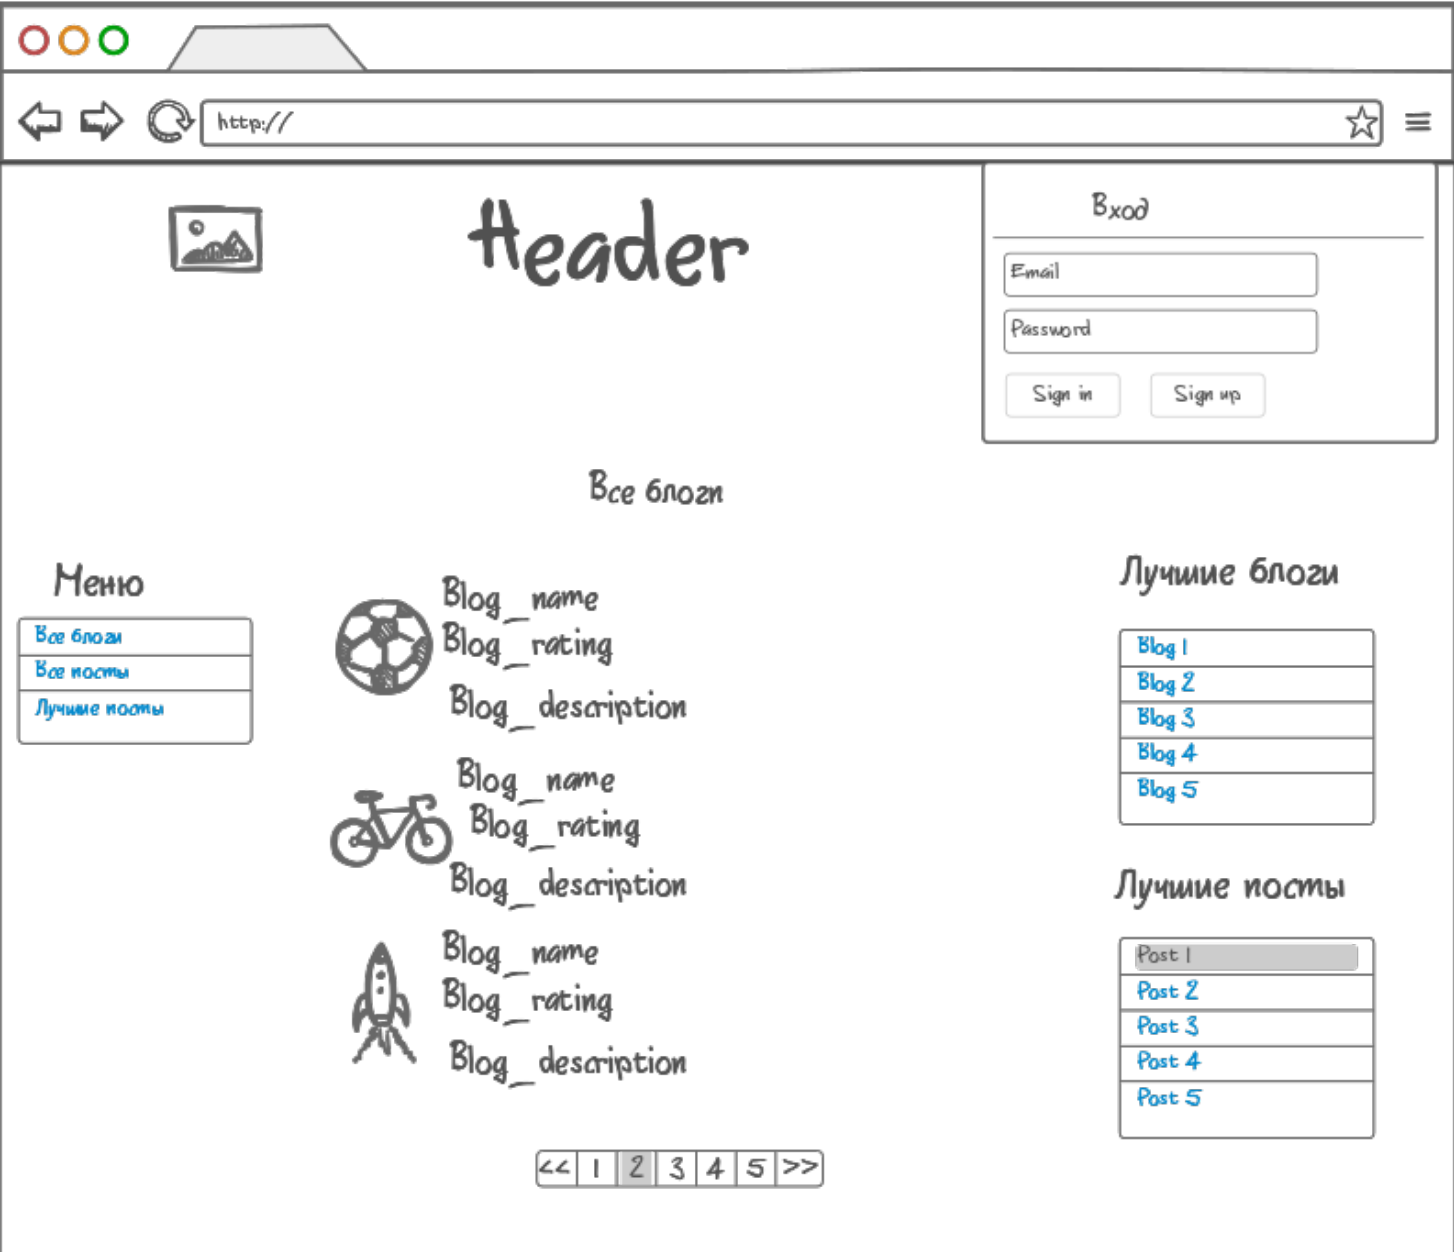 http://
Header
Вход
Email
Password
Sign in
Sign up
Все блоги
Меню
Все блоги
Все посты
Лучшие посты
Blog_name
Blog_rating
Blog_description
Blog_name
Blog_rating
Blog_description
Blog_name
Blog_rating
Blog_description
<< 1 2 3 4 5 >>
Лучшие блоги
Blog 1
Blog 2
Blog 3
Blog 4
Blog 5
Лучшие посты
Post 1
Post 2
Post 3
Post 4
Post 5